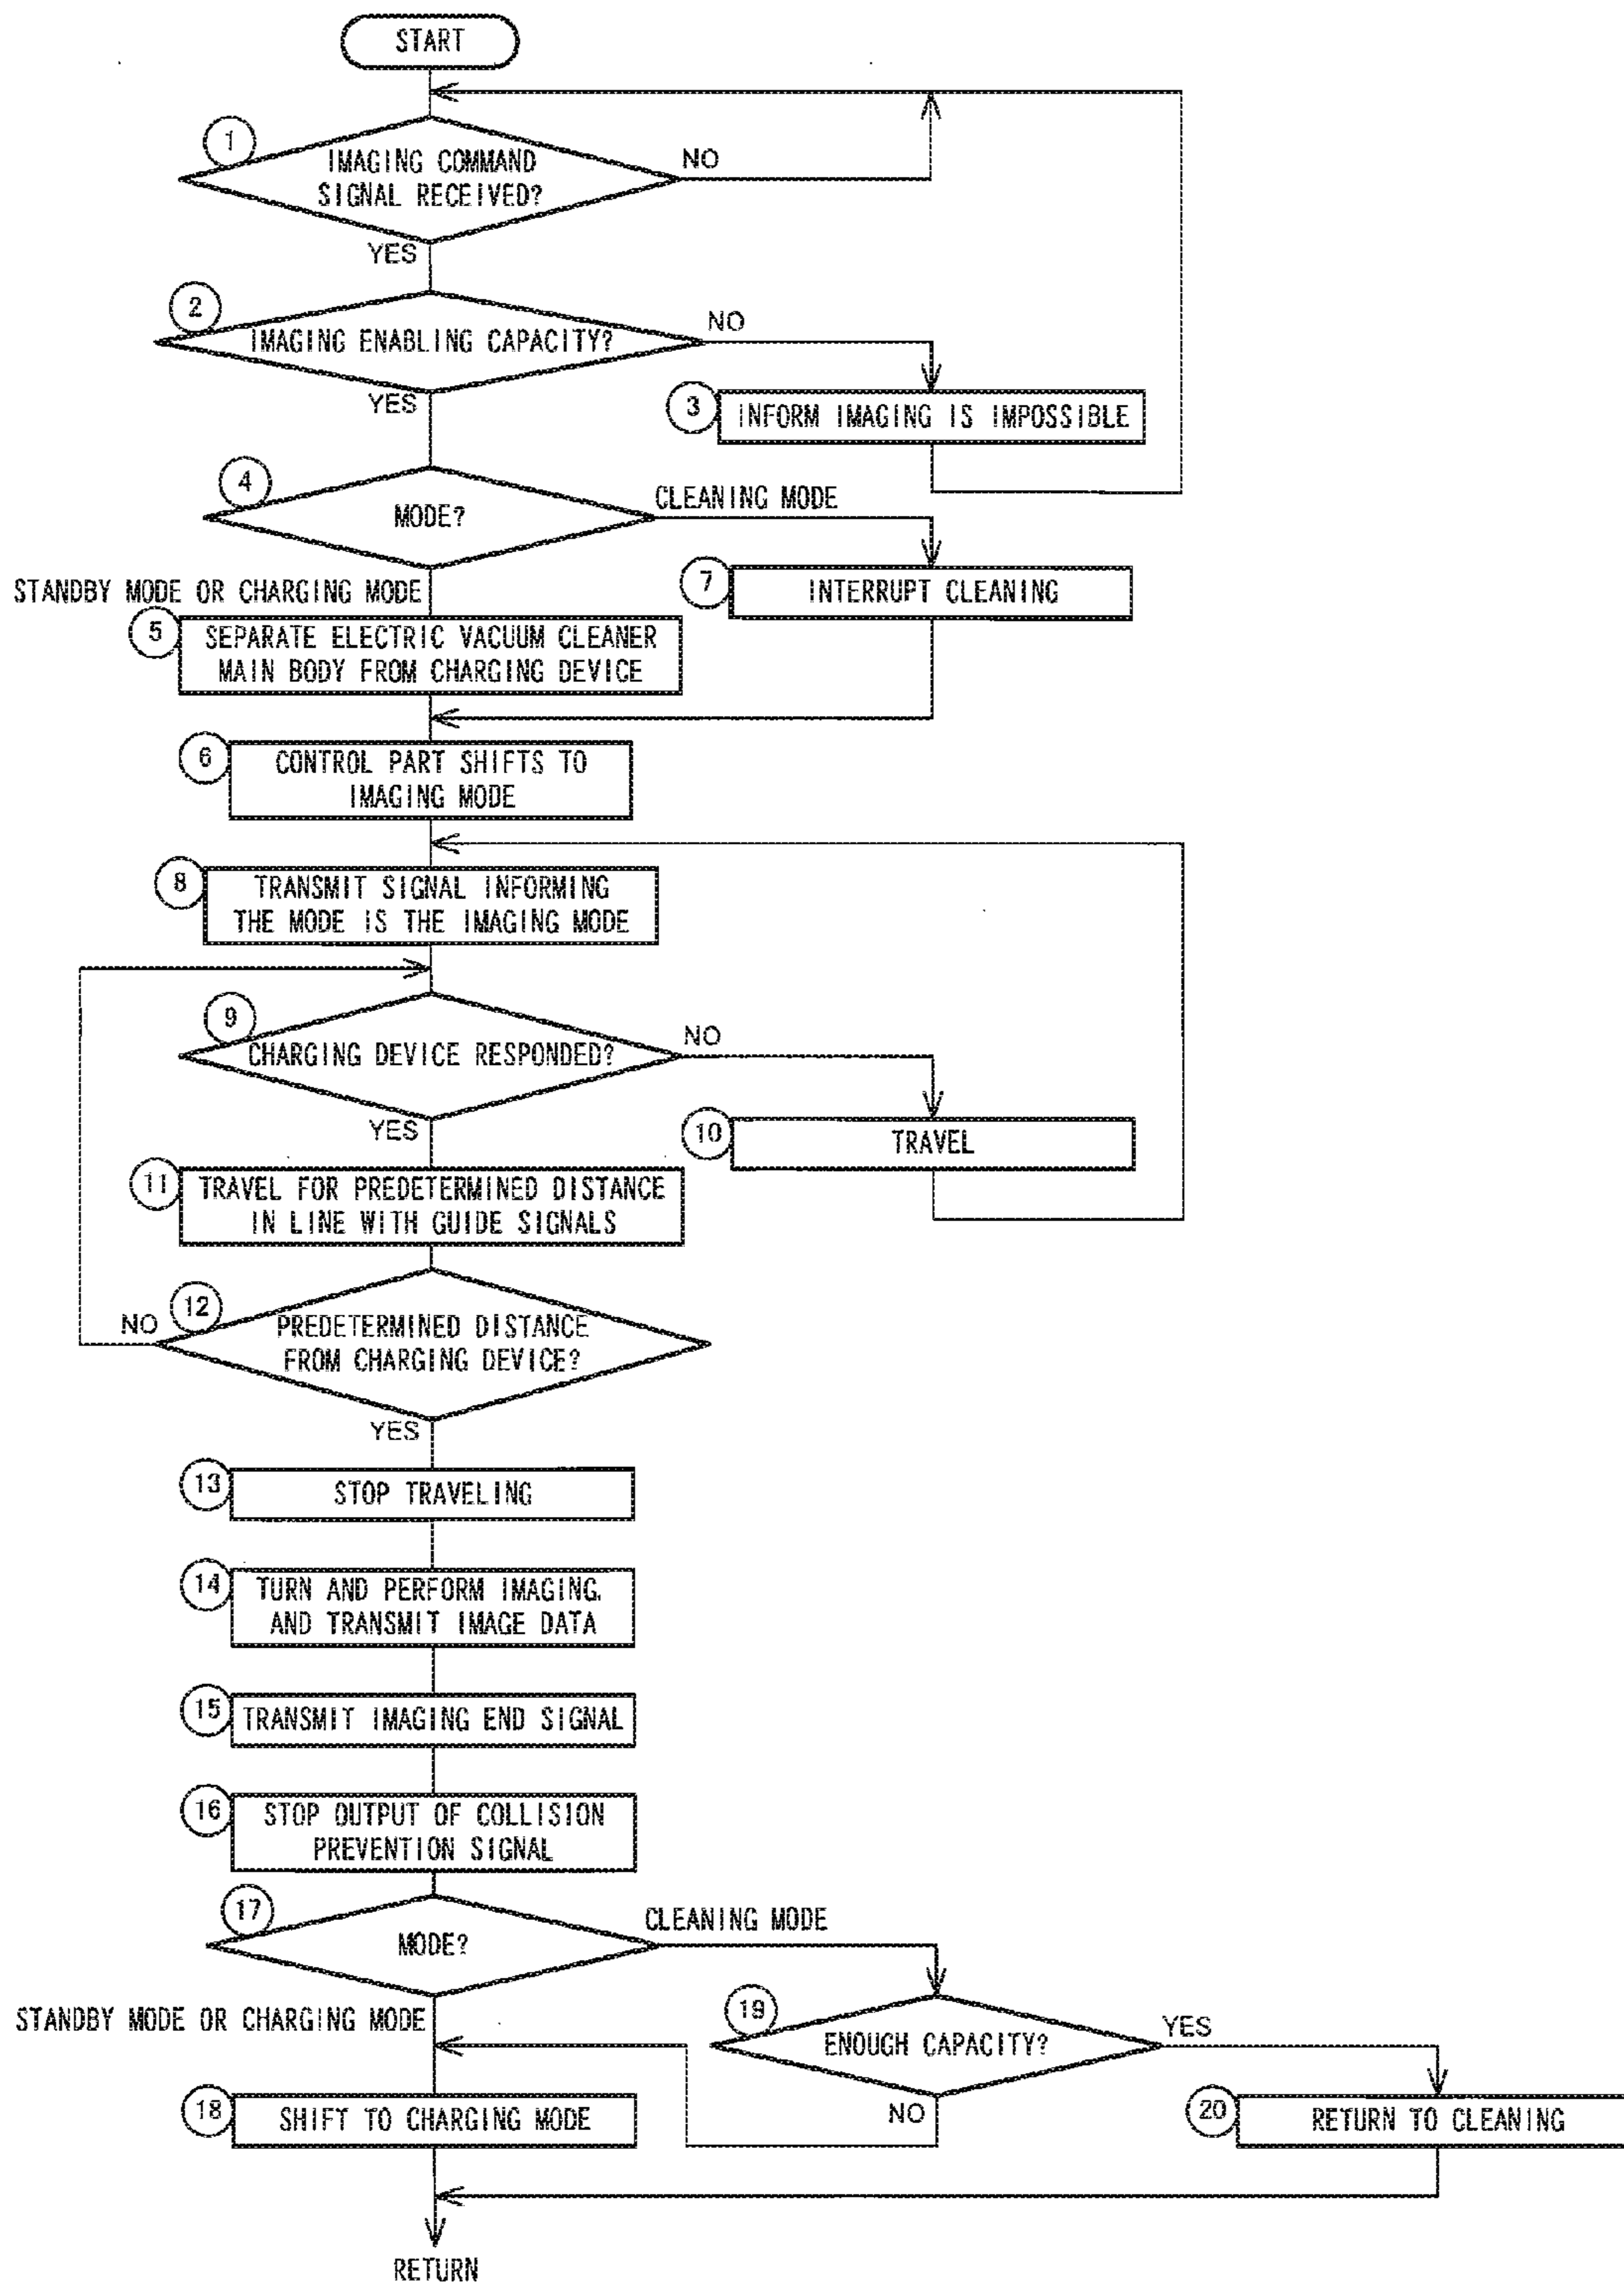 START
1
IMAGING COMMAND
SIGNAL RECEIVED?
NO
YES
2
IMAGING ENABLING CAPACITY?
NO
YES
3
INFORM IMAGING IS IMPOSSIBLE
4
MODE?
CLEANING MODE
STANDBY MODE OR CHARGING MODE
7
INTERRUPT CLEANING
5
SEPARATE ELECTRIC VACUUM CLEANER
MAIN BODY FROM CHARGING DEVICE
6
CONTROL PART SHIFTS TO
IMAGING MODE
8
TRANSMIT SIGNAL INFORMING
THE MODE IS THE IMAGING MODE
9
CHARGING DEVICE RESPONDED?
NO
YES
10
TRAVEL
11
TRAVEL FOR PREDETERMINED DISTANCE
IN LINE WITH GUIDE SIGNALS
12
NO
PREDETERMINED DISTANCE
FROM CHARGING DEVICE?
YES
13
STOP TRAVELING
14
TURN AND PERFORM IMAGING,
AND TRANSMIT IMAGE DATA
15
TRANSMIT IMAGING END SIGNAL
16
STOP OUTPUT OF COLLISION
PREVENTION SIGNAL
17
MODE?
CLEANING MODE
STANDBY MODE OR CHARGING MODE
19
ENOUGH CAPACITY?
YES
NO
18
SHIFT TO CHARGING MODE
20
RETURN TO CLEANING
RETURN